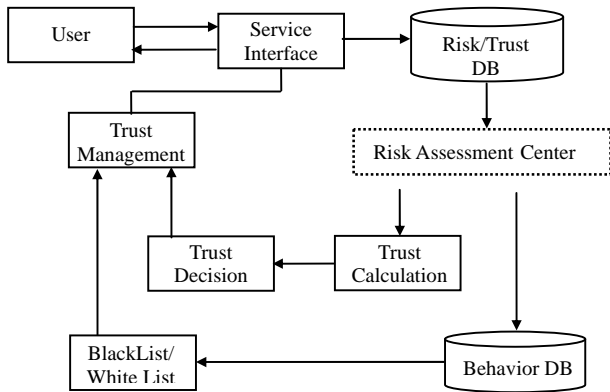 User
Service
Interface
Risk/Trust
DB
Trust
Management
Risk Assessment Center
Trust
Decision
Trust
Calculation
BlackList/
White List
Behavior DB